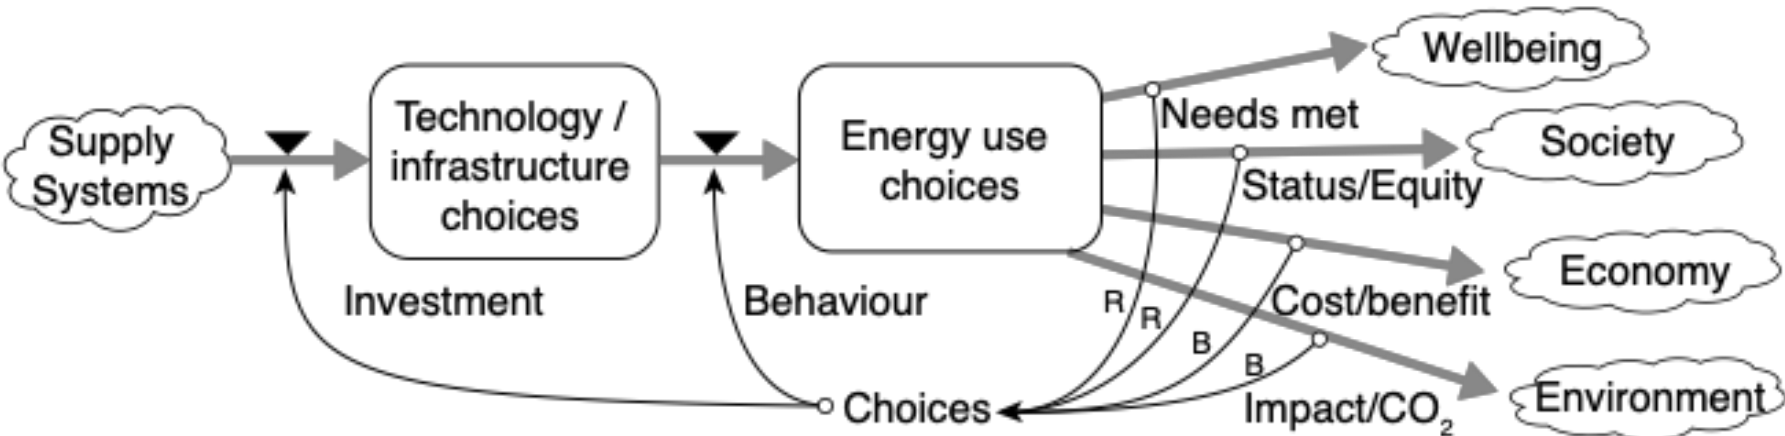 Supply
Systems
Technology /
infrastructure
choices
Energy use
choices
Wellbeing
Needs met
Society
Status/Equity
Economy
Cost/benefit
Environment
Impact/CO₂
Investment
Behaviour
R
R
B
B
Choices